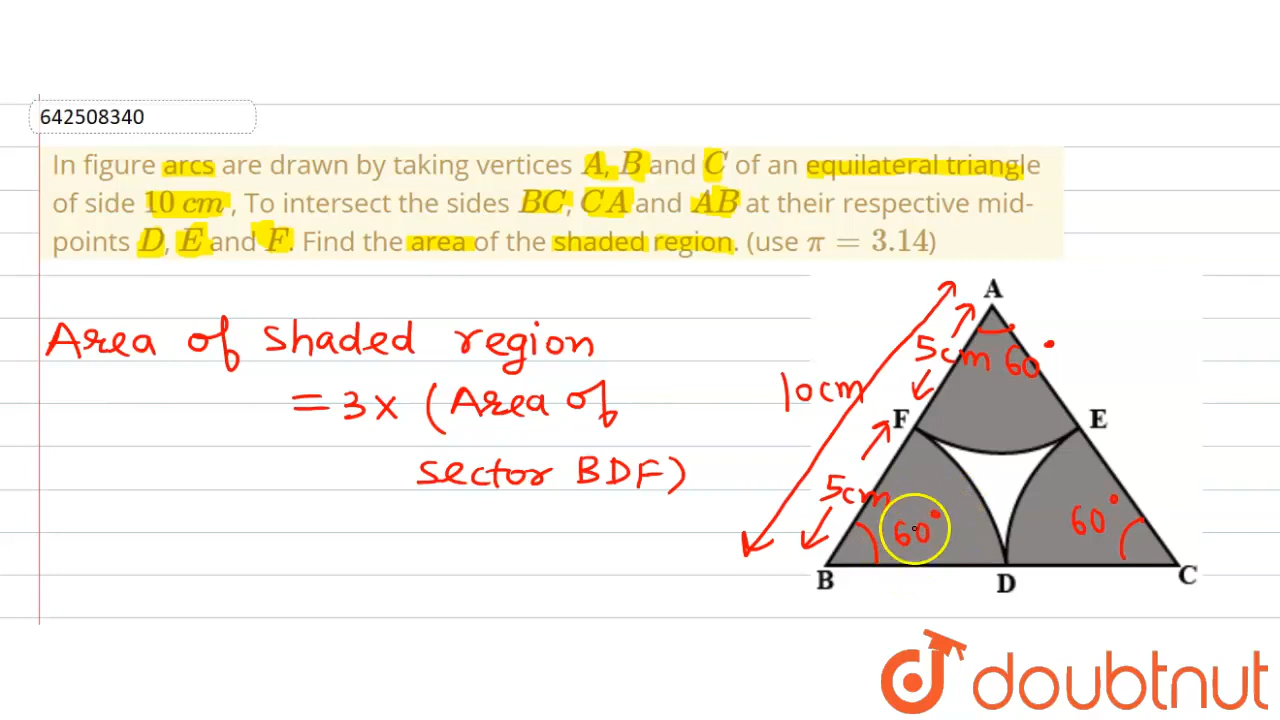 642508340
In figure arcs are drawn by taking vertices A, B and C of an equilateral triangle
of side 10 cm , To intersect the sides BC, CA and AB at their respective mid-
points D, E and F. Find the area of the shaded region. (use π = 3.14)
Area of shaded region
= 3 x (Area of
sector BDF)
A
5cm 60°
10cm
F E
5cm
60° 60°
B D C
doubtnut